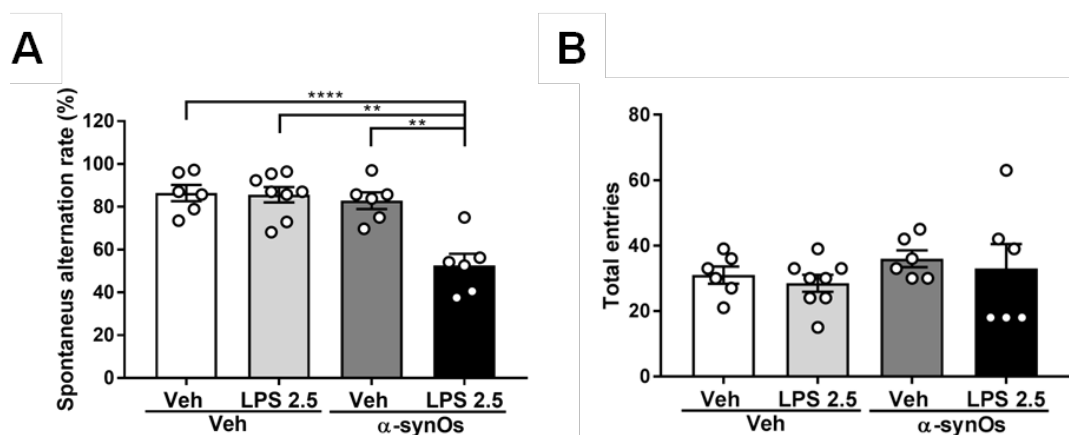 A
Spontaneus alternation rate (%)
120
100
80
60
40
20
0
****
**
**
Veh LPS 2.5 Veh LPS 2.5
Veh α-synOs
B
Total entries
80
60
40
20
0
Veh LPS 2.5 Veh LPS 2.5
Veh α-synOs